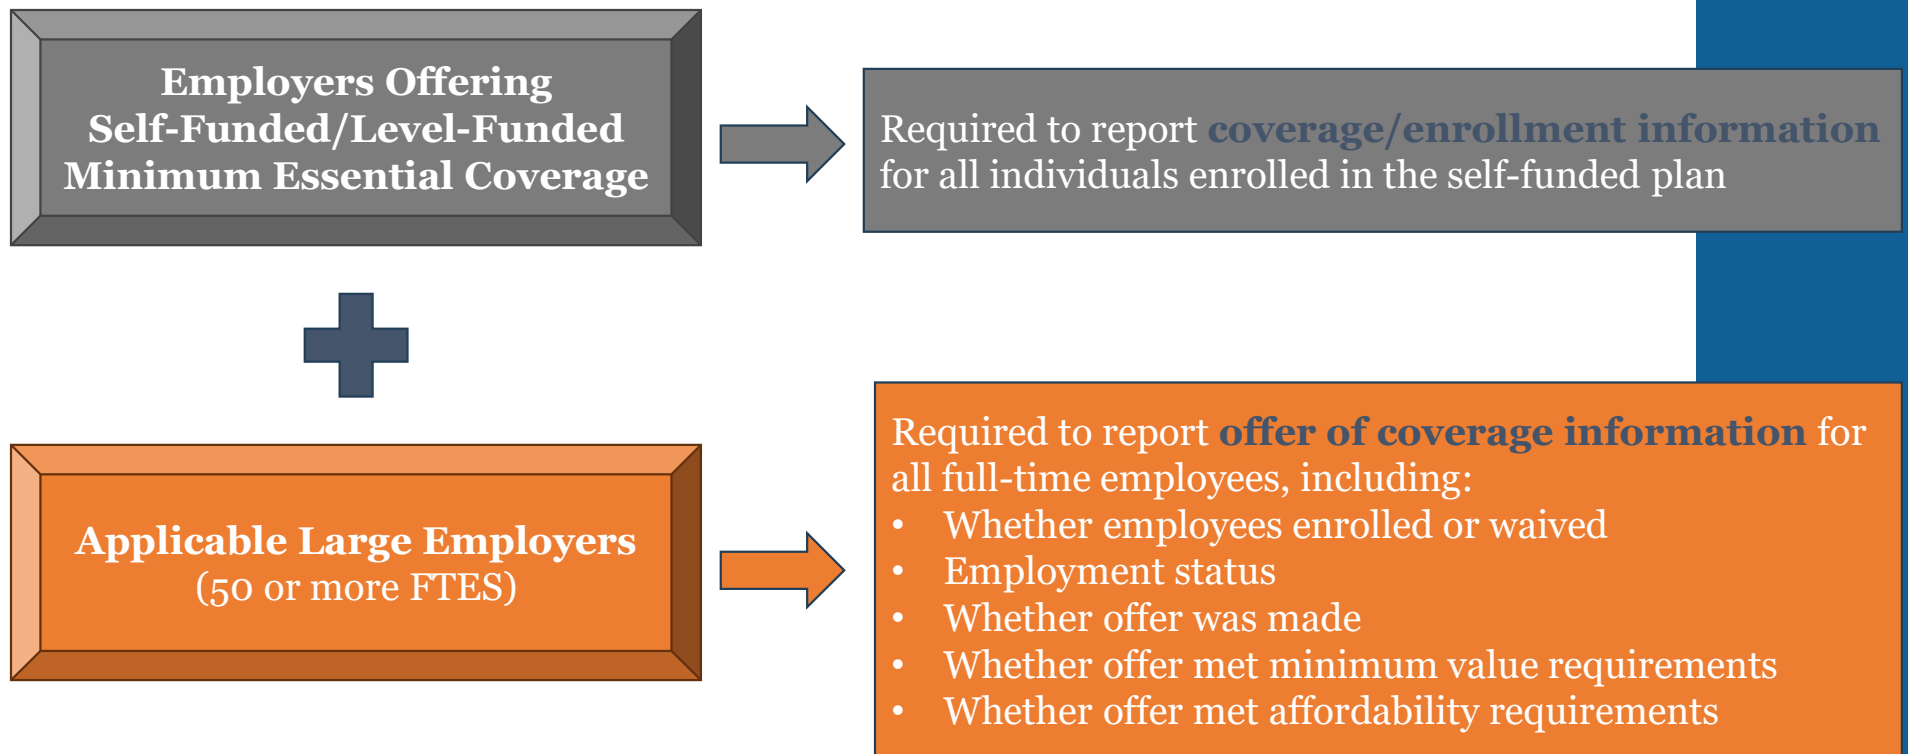 Employers Offering
Self-Funded/Level-Funded
Minimum Essential Coverage
Required to report coverage/enrollment information
for all individuals enrolled in the self-funded plan
Applicable Large Employers
(50 or more FTES)
Required to report offer of coverage information for
all full-time employees, including:
• Whether employees enrolled or waived
• Employment status
• Whether offer was made
• Whether offer met minimum value requirements
• Whether offer met affordability requirements